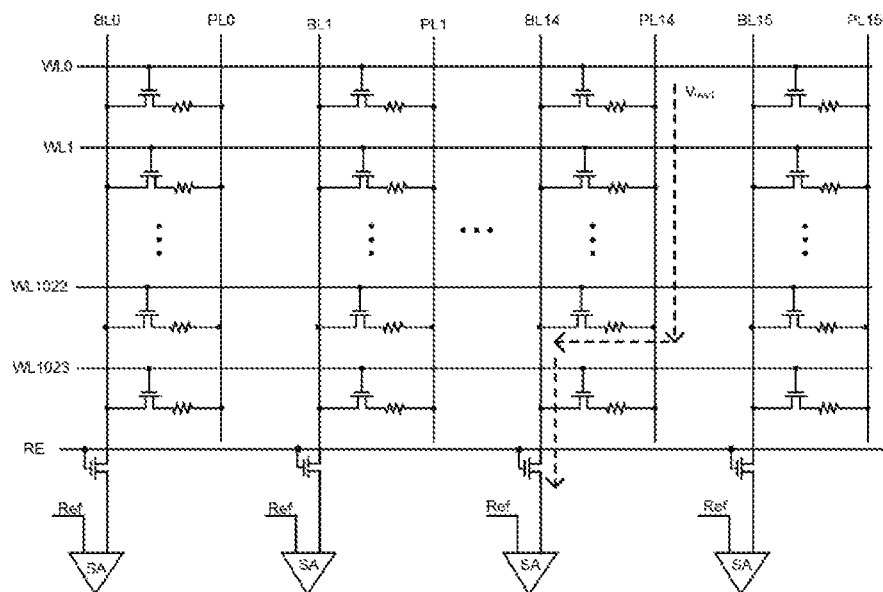 BL0 PL0 BL1 PL1 BL14 PL14 BL15 PL15
WL0
Vread
WL1
WL1022
WL1023
RE
Ref Ref Ref Ref
SA SA SA SA